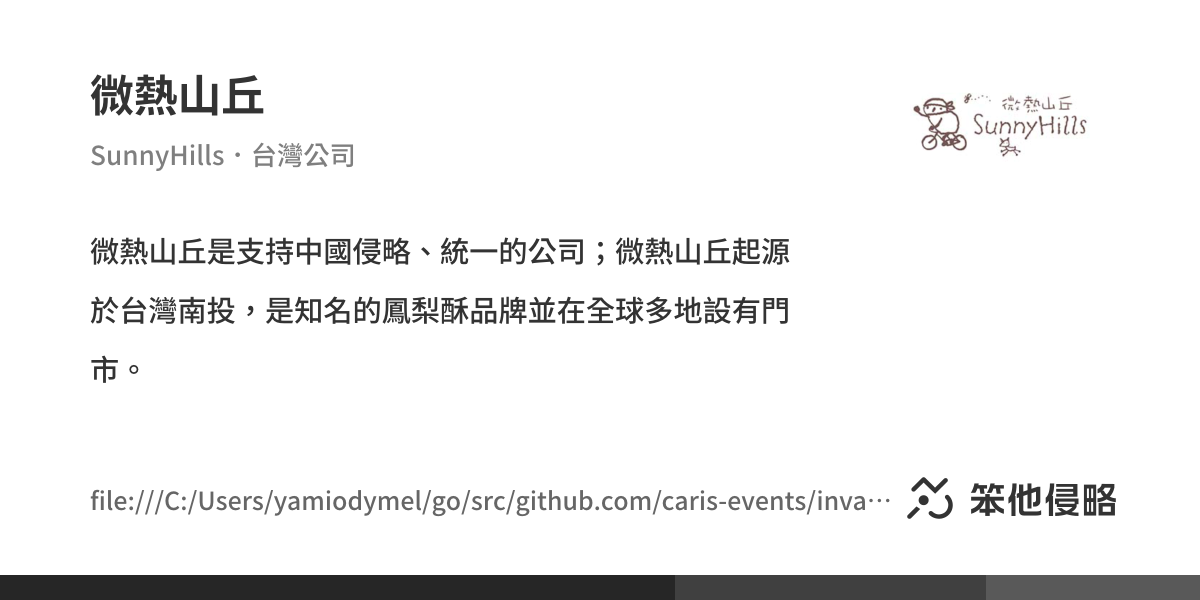 微熱山丘
SunnyHills・台灣公司
微熱山丘
SunnyHills
微熱山丘是支持中國侵略、統一的公司；微熱山丘起源
於台灣南投，是知名的鳳梨酥品牌並在全球多地設有門
市。
file:///C:/Users/yamiodymel/go/src/github.com/caris-events/inva…
笨他侵略